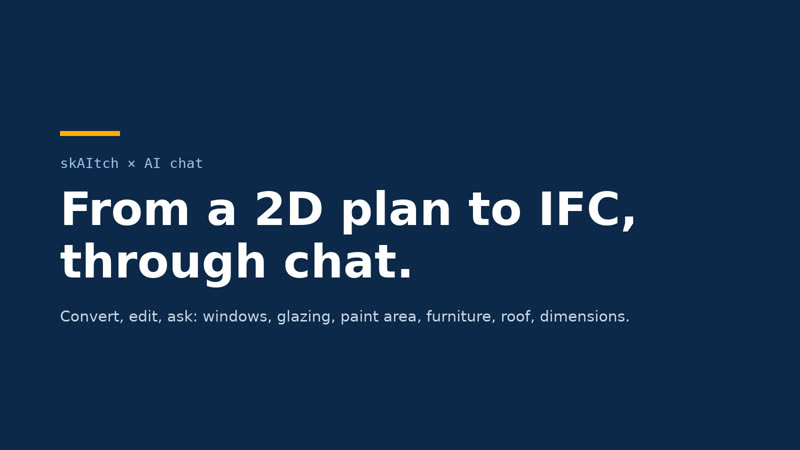 skAItch × AI chat
From a 2D plan to IFC,
through chat.
Convert, edit, ask: windows, glazing, paint area, furniture, roof, dimensions.